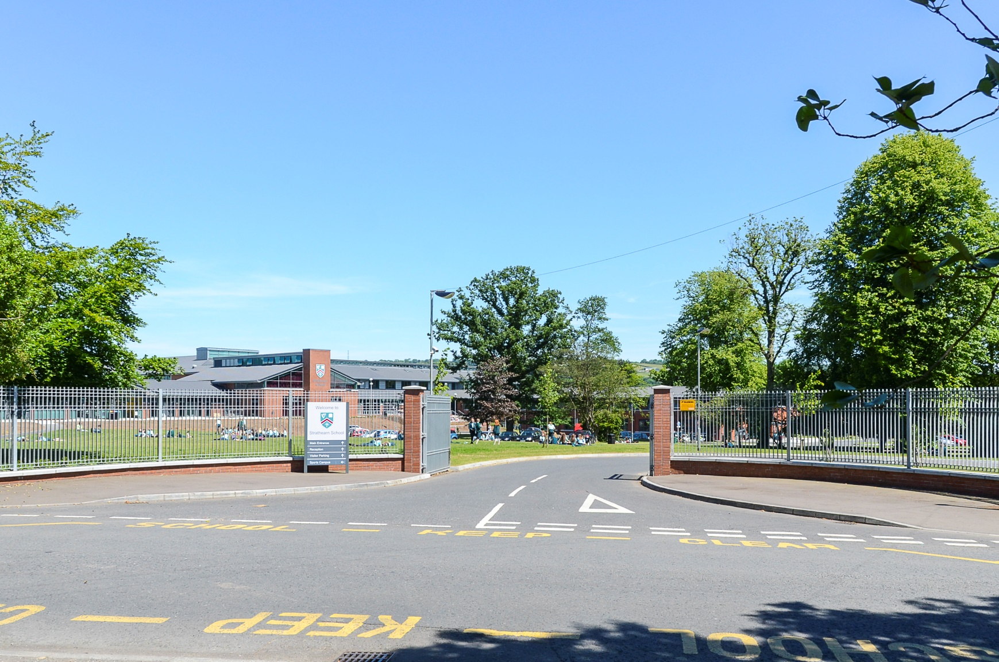 Welcome to
Strathearn School
Main Entrance
Reception
Visitor Parking
Sports Campus
SCHOOL KEEP CLEAR
SCHOOL KEEP